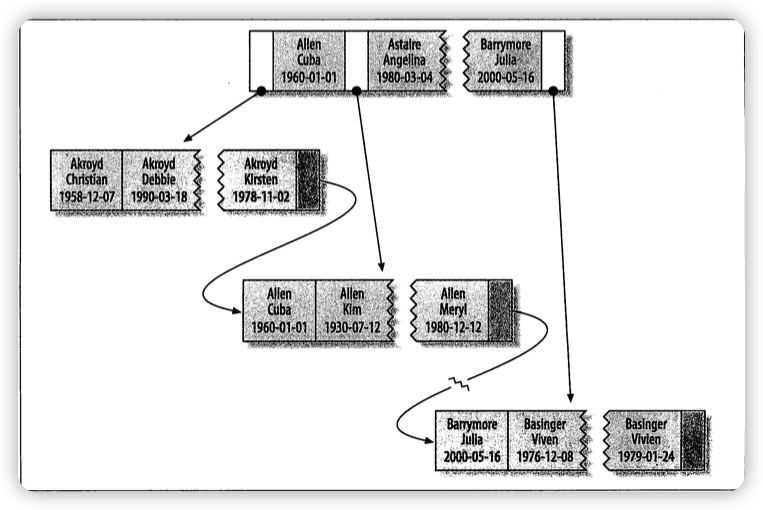 Allen
Cuba
1960-01-01
Astaire
Angelina
1980-03-04
Barrymore
Julia
2000-05-16
Akroyd
Christian
1958-12-07
Akroyd
Debbie
1990-03-18
Akroyd
Kirsten
1978-11-02
Allen
Cuba
1960-01-01
Allen
Kim
1930-07-12
Allen
Meryl
1980-12-12
Barrymore
Julia
2000-05-16
Basinger
Viven
1976-12-08
Basinger
Vivien
1979-01-24